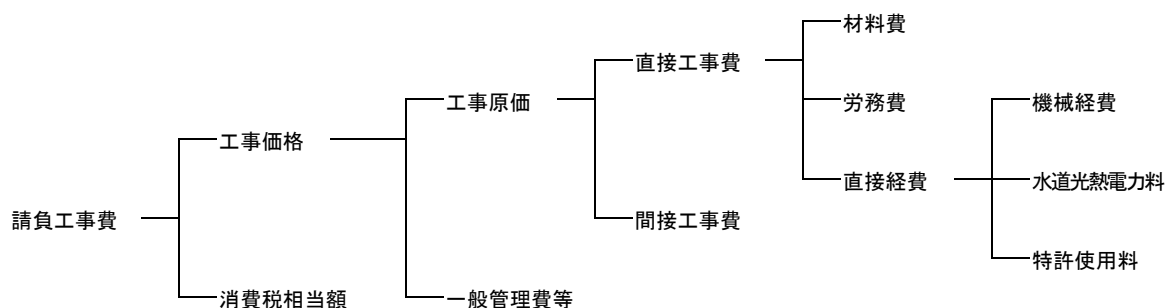 材料費
直接工事費
工事原価
労務費
機械経費
工事価格
直接経費
水道光熱電力料
請負工事費
間接工事費
特許使用料
消費税相当額
一般管理費等